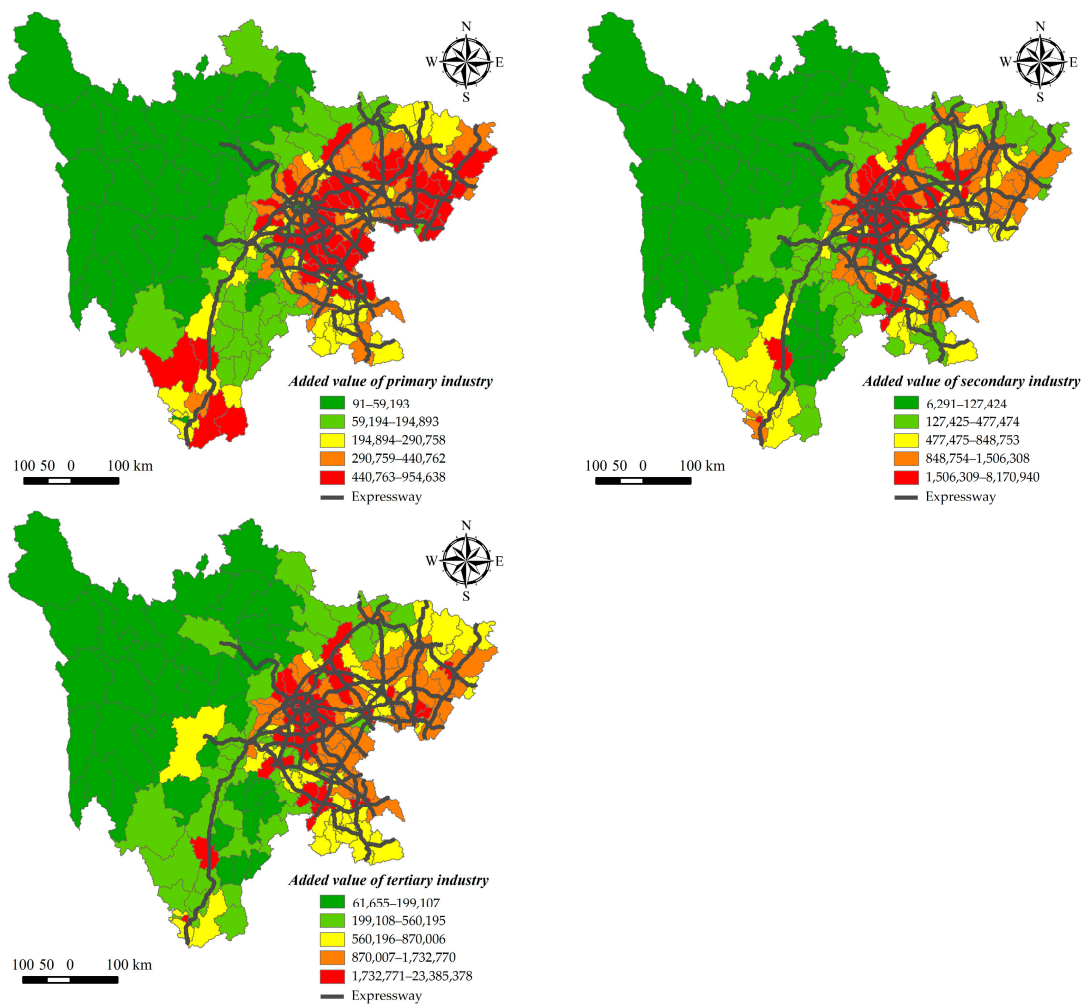 N
W E
S
Added value of primary industry
91–59,193
59,194–194,893
194,894–290,758
290,759–440,762
440,763–954,638
Expressway
100 50 0 100 km
N
W E
S
Added value of secondary industry
6,291–127,424
127,425–477,474
477,475–848,753
848,754–1,506,308
1,506,309–8,170,940
Expressway
100 50 0 100 km
N
W E
S
Added value of tertiary industry
61,655–199,107
199,108–560,195
560,196–870,006
870,007–1,732,770
1,732,771–23,385,378
Expressway
100 50 0 100 km